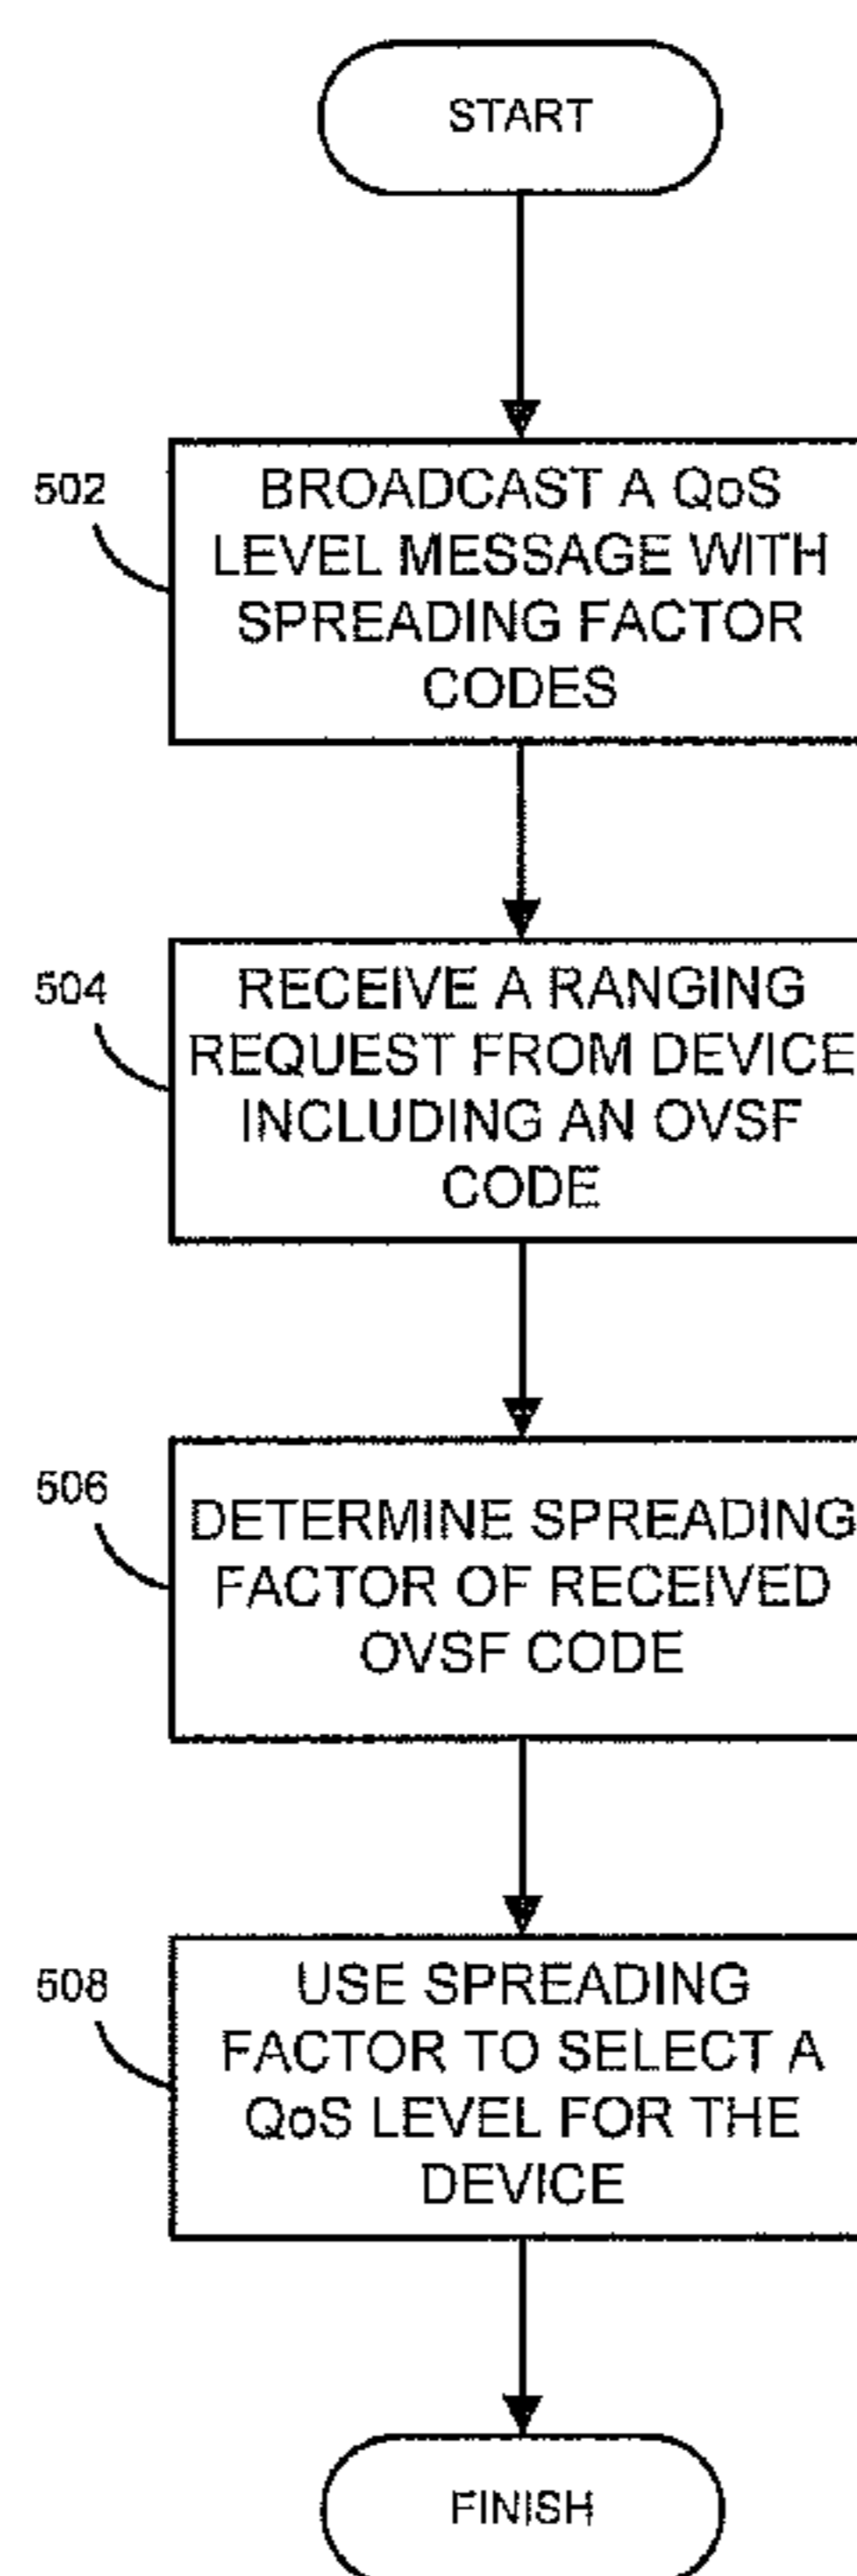 START
502
BROADCAST A QoS
LEVEL MESSAGE WITH
SPREADING FACTOR
CODES
504
RECEIVE A RANGING
REQUEST FROM DEVICE
INCLUDING AN OVSF
CODE
506
DETERMINE SPREADING
FACTOR OF RECEIVED
OVSF CODE
508
USE SPREADING
FACTOR TO SELECT A
QoS LEVEL FOR THE
DEVICE
FINISH